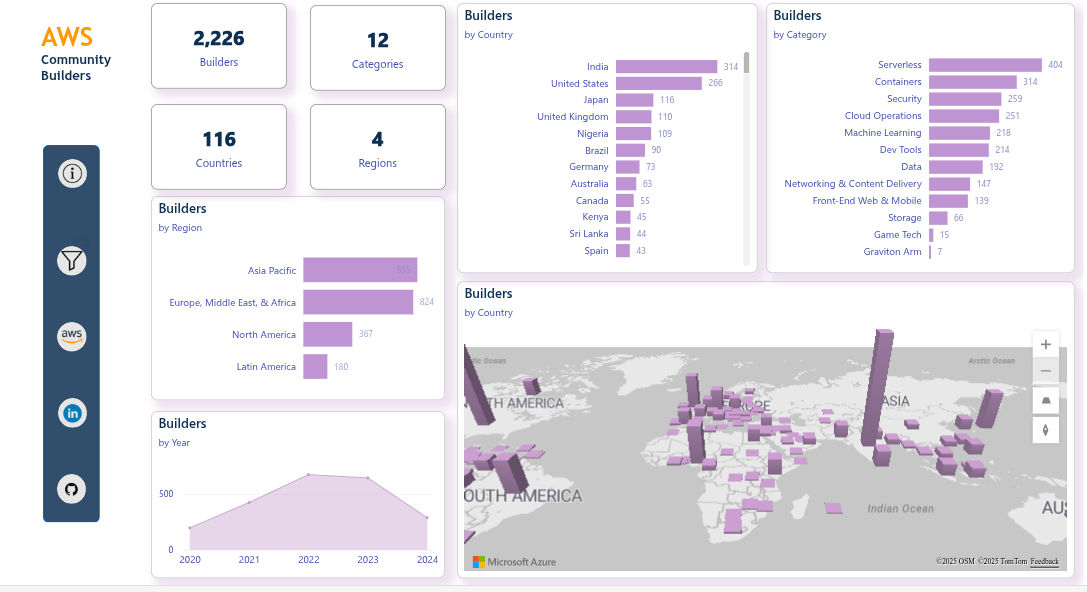 AWS
Community
Builders
2,226
Builders
12
Categories
116
Countries
4
Regions
Builders
by Region
Asia Pacific 855
Europe, Middle East, & Africa 824
North America 367
Latin America 180
Builders
by Year
500
0
2020 2021 2022 2023 2024
Builders
by Country
India 314
United States 266
Japan 116
United Kingdom 110
Nigeria 109
Brazil 90
Germany 73
Australia 63
Canada 55
Kenya 45
Sri Lanka 44
Spain 43
Builders
by Category
Serverless 404
Containers 314
Security 259
Cloud Operations 251
Machine Learning 218
Dev Tools 214
Data 192
Networking & Content Delivery 147
Front-End Web & Mobile 139
Storage 66
Game Tech 15
Graviton Arm 7
Builders
by Country
tic Ocean
Arctic Ocean
TH AMERICA
ROPE
ASIA
OUTH AMERICA
Indian Ocean
AUS
Microsoft Azure
©2025 OSM ©2025 TomTom Feedback
+
−
i
aws
in